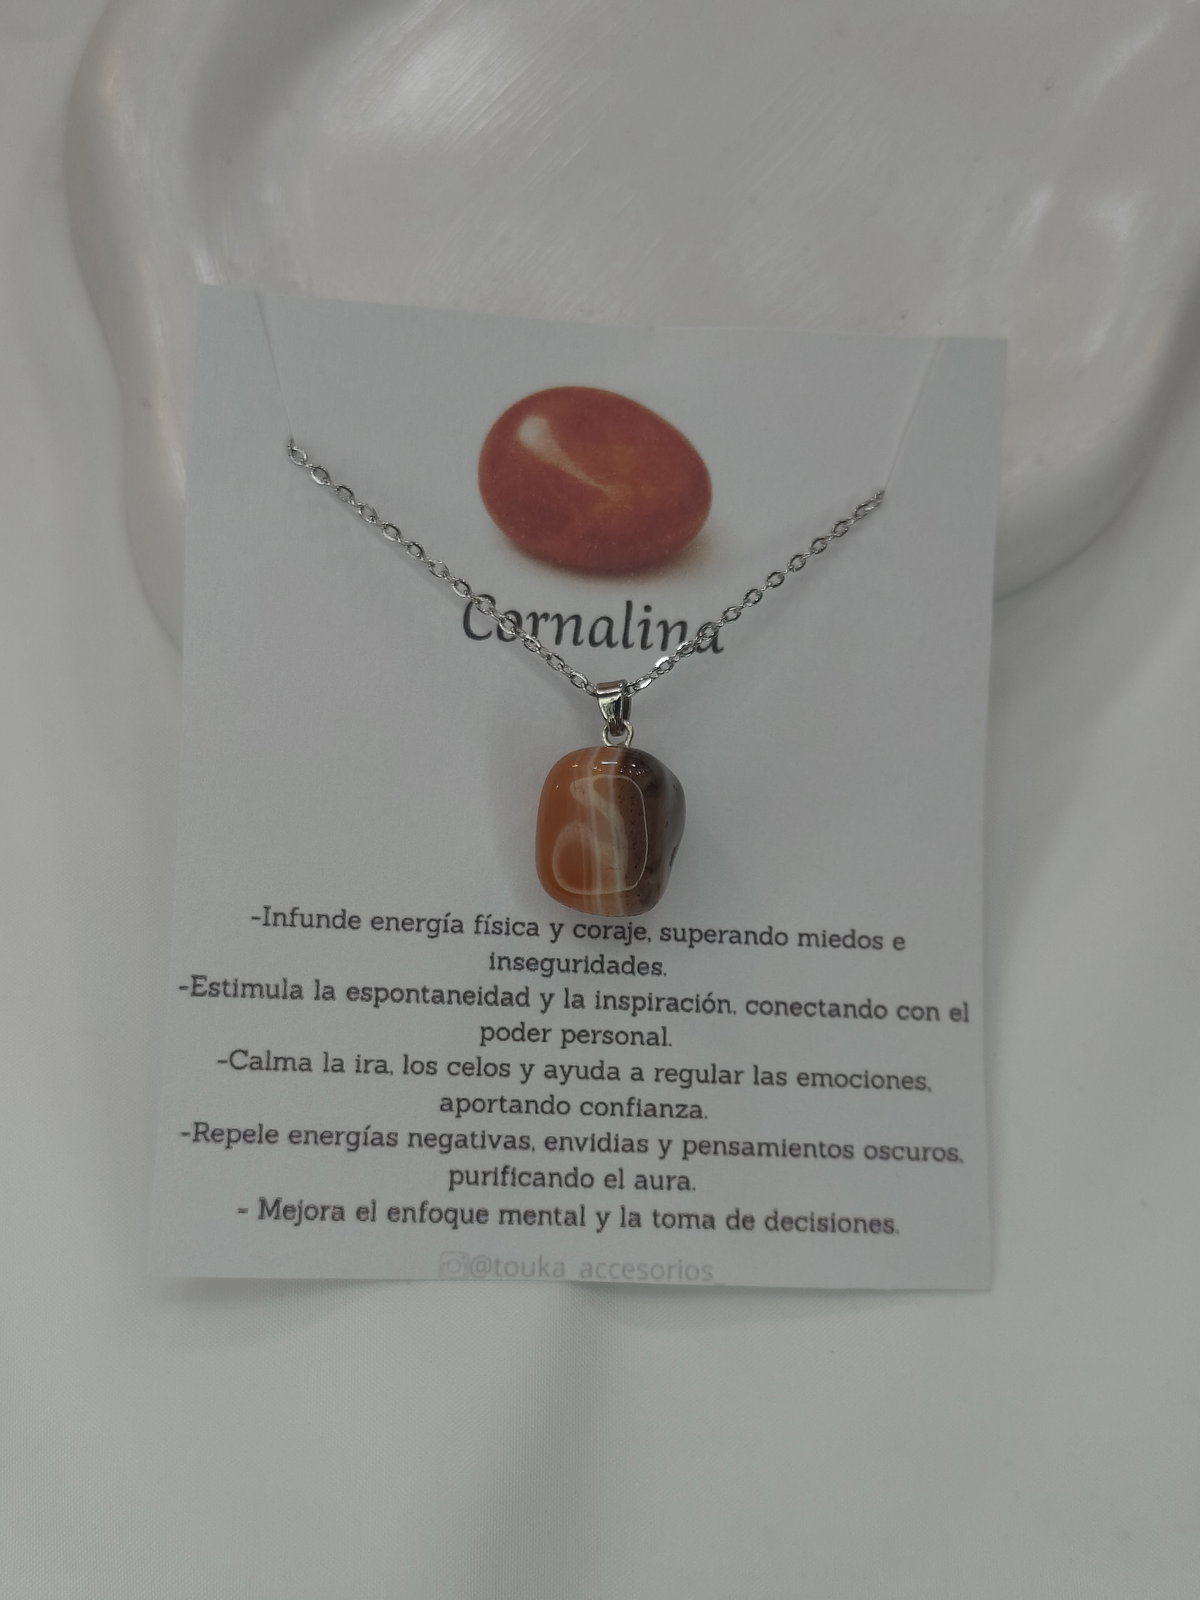 Cornalina
-Infunde energía física y coraje, superando miedos e
inseguridades.
-Estimula la espontaneidad y la inspiración, conectando con el
poder personal.
-Calma la ira, los celos y ayuda a regular las emociones,
aportando confianza.
-Repele energías negativas, envidias y pensamientos oscuros,
purificando el aura.
- Mejora el enfoque mental y la toma de decisiones.
@touka_accesorios_